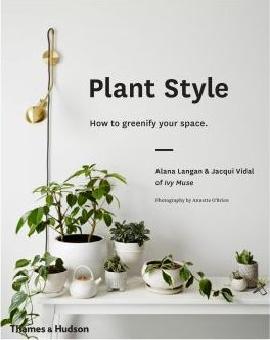 Plant Style
How to greenify your space.
Alana Langan & Jacqui Vidal
of Ivy Muse
Photography by Annette O'Brien
Thames & Hudson